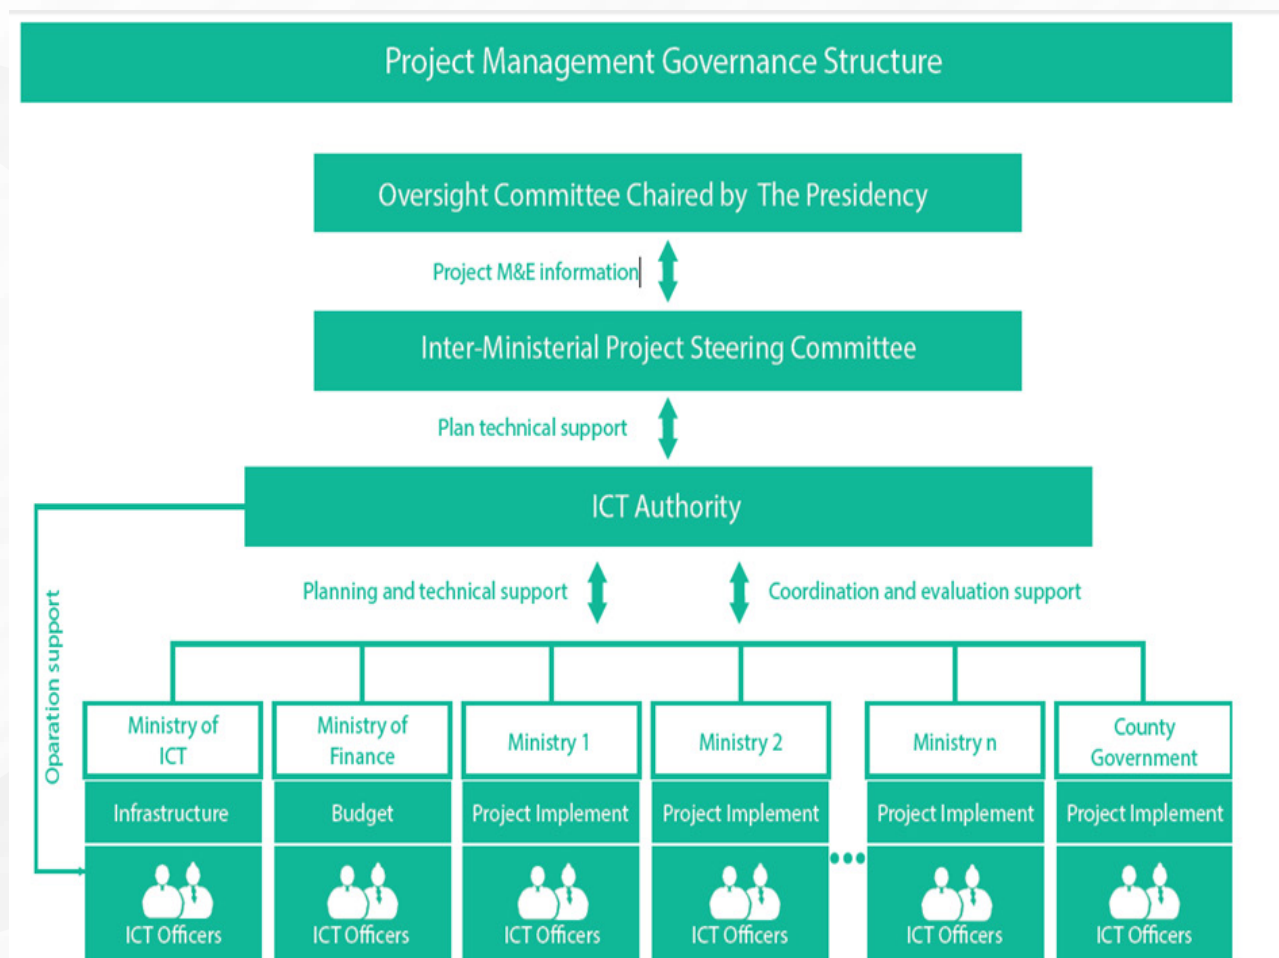 Project Management Governance Structure
Oversight Committee Chaired by The Presidency
Project M&E information
Inter-Ministerial Project Steering Committee
Plan technical support
ICT Authority
Planning and technical support
Coordination and evaluation support
Oparation support
Ministry of
ICT
Ministry of
Finance
Ministry 1
Ministry 2
Ministry n
County
Government
Infrastructure
Budget
Project Implement
Project Implement
Project Implement
Project Implement
ICT Officers
ICT Officers
ICT Officers
ICT Officers
ICT Officers
ICT Officers